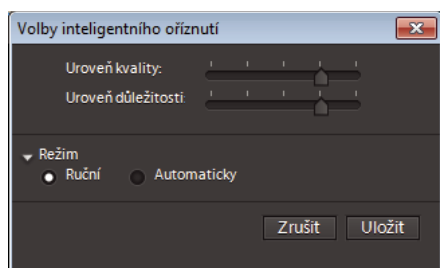 Volby inteligentního oříznutí
Uroveň kvality:
Uroveň důležitosti:
Režim
Ruční
Automaticky
Zrušit
Uložit